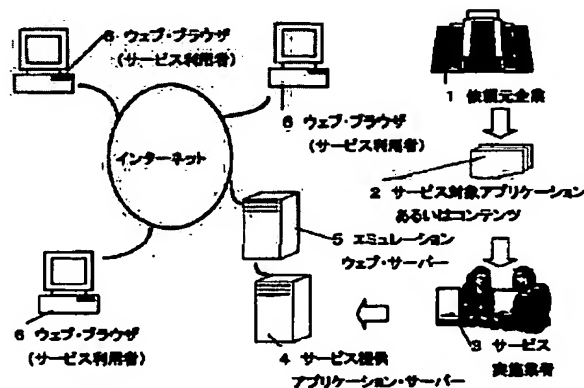 6 ウェブ・ブラウザ
(サービス利用者)
6 ウェブ・ブラウザ
(サービス利用者)
インターネット
1 依頼元企業
2 サービス対象アプリケーション
あるいはコンテンツ
5 エミュレーション
ウェブ・サーバー
6 ウェブ・ブラウザ
(サービス利用者)
4 サービス提供
アプリケーション・サーバー
3 サービス
実施業者